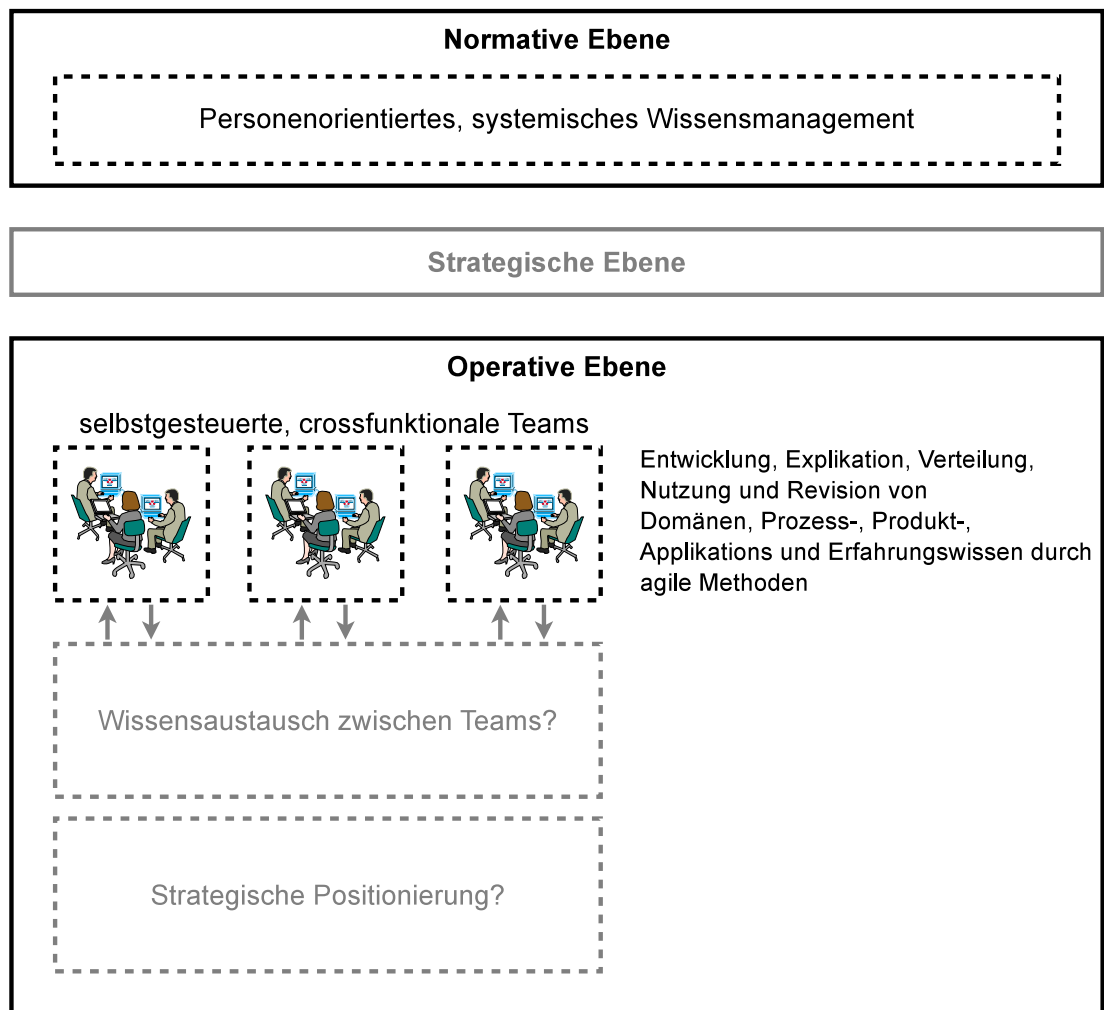 Normative Ebene
Personenorientiertes, systemisches Wissensmanagement
Strategische Ebene
Operative Ebene
selbstgesteuerte, crossfunktionale Teams
Entwicklung, Explikation, Verteilung,
Nutzung und Revision von
Domänen, Prozess-, Produkt-,
Applikations und Erfahrungswissen durch
agile Methoden
Wissensaustausch zwischen Teams?
Strategische Positionierung?